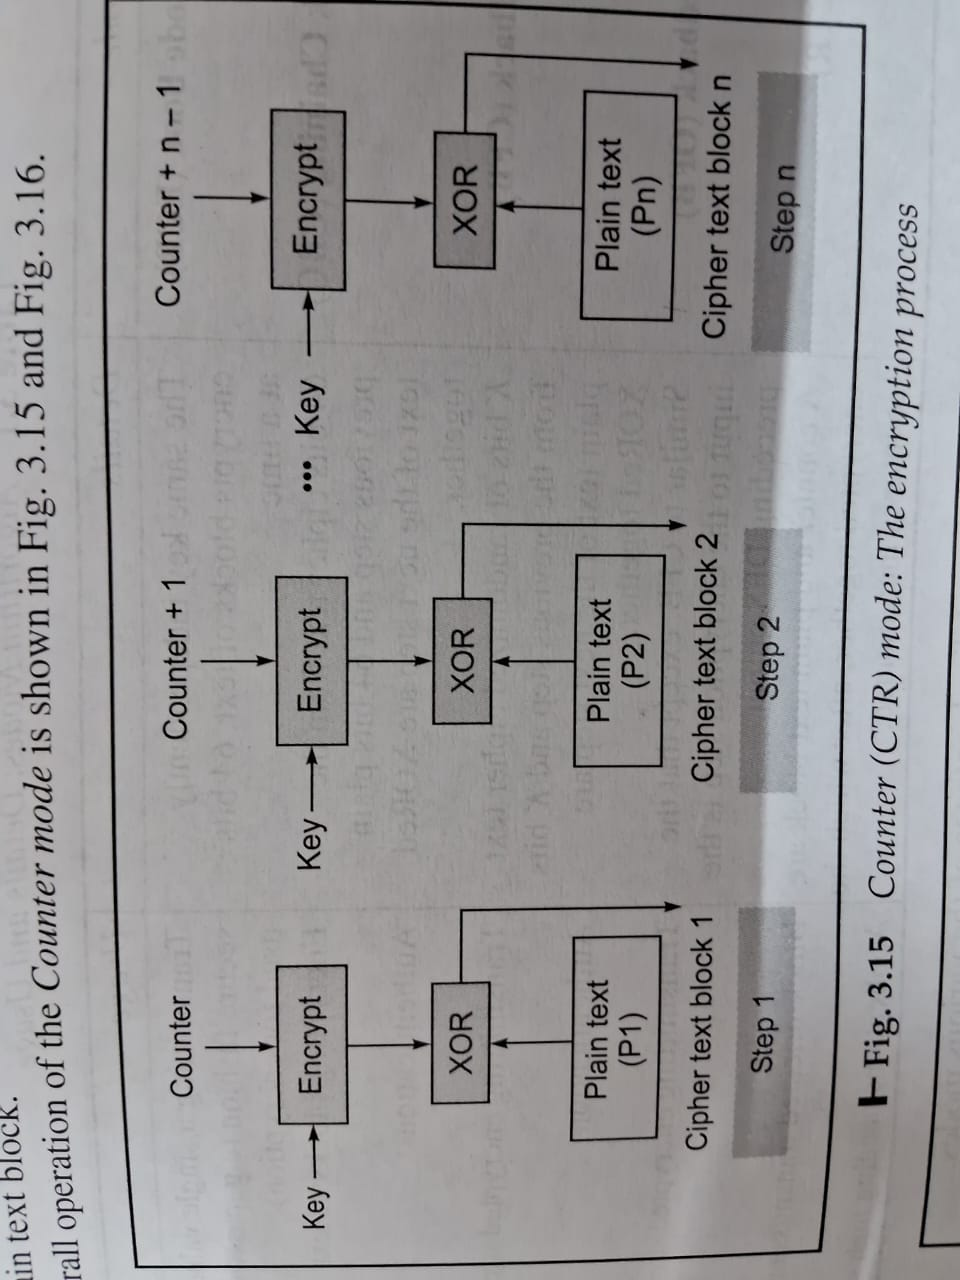 in text block.
rall operation of the Counter mode is shown in Fig. 3.15 and Fig. 3.16.
Counter
Counter + 1
Counter + n – 1
Key
Encrypt
Key
Encrypt
•••
Key
Encrypt
XOR
XOR
XOR
Plain text
(P1)
Plain text
(P2)
Plain text
(Pn)
Cipher text block 1
Cipher text block 2
Cipher text block n
Step 1
Step 2
Step n
Fig. 3.15 Counter (CTR) mode: The encryption process